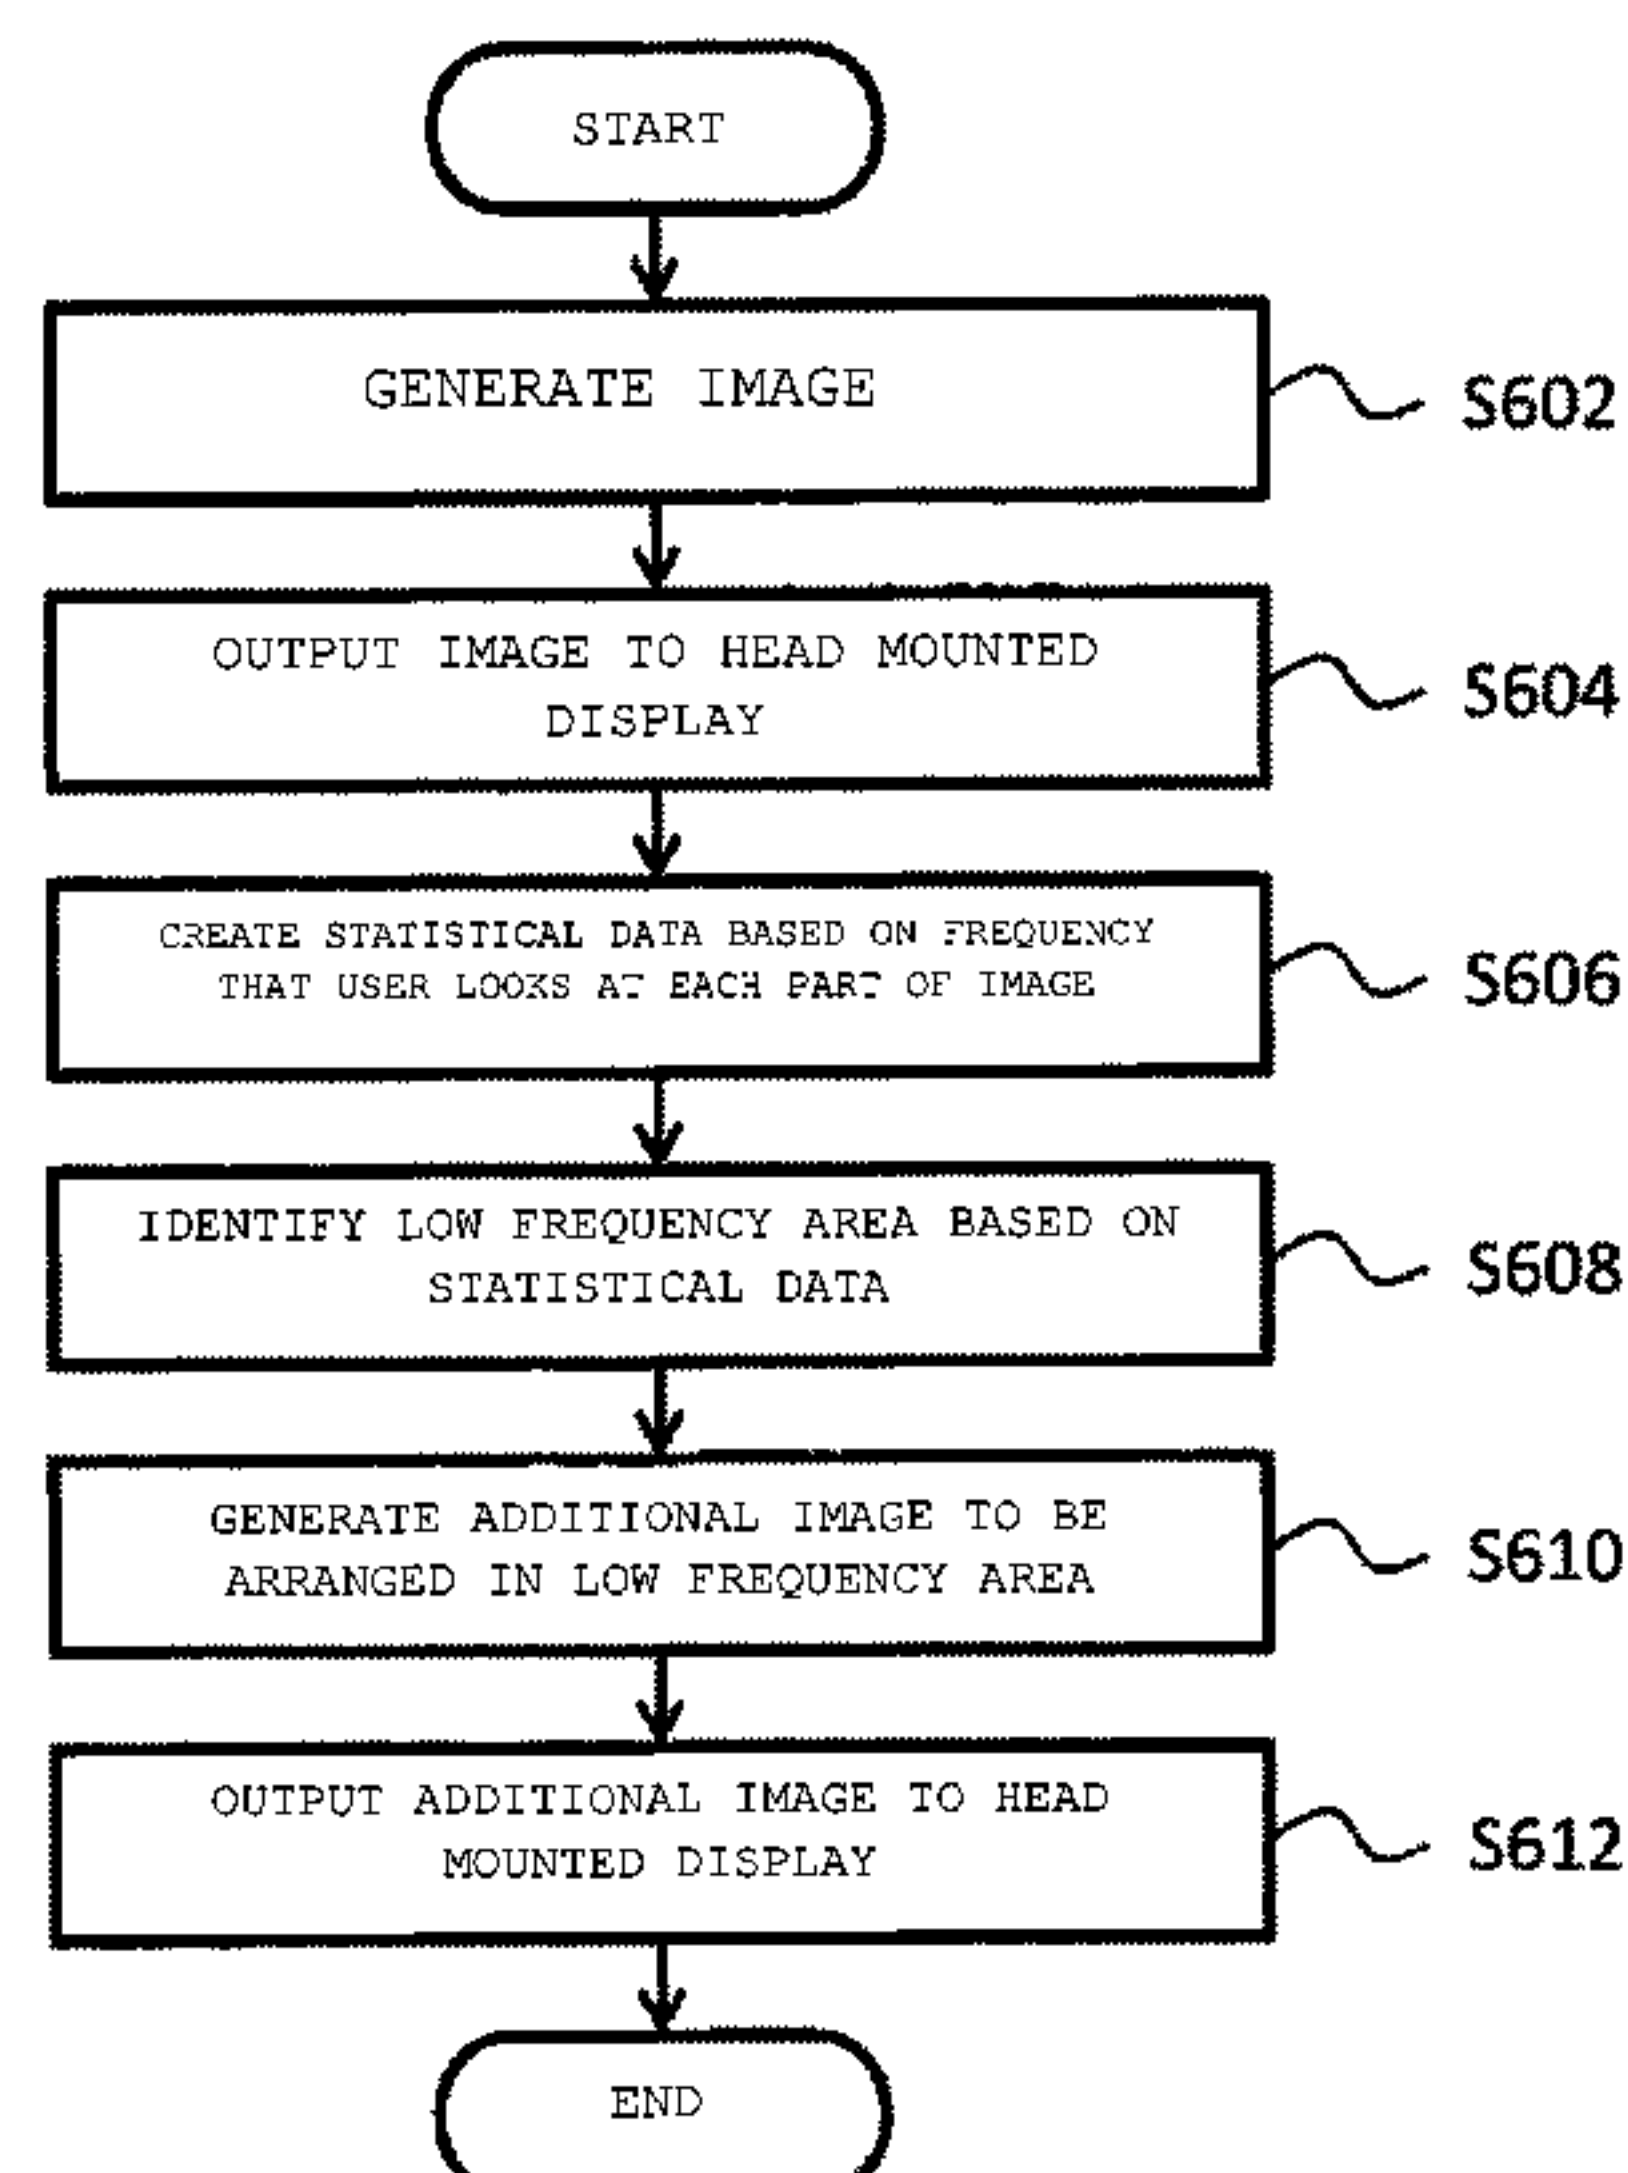 START
GENERATE IMAGE
S602
OUTPUT IMAGE TO HEAD MOUNTED
DISPLAY
S604
CREATE STATISTICAL DATA BASED ON FREQUENCY
THAT USER LOOKS AT EACH PART OF IMAGE
S606
IDENTIFY LOW FREQUENCY AREA BASED ON
STATISTICAL DATA
S608
GENERATE ADDITIONAL IMAGE TO BE
ARRANGED IN LOW FREQUENCY AREA
S610
OUTPUT ADDITIONAL IMAGE TO HEAD
MOUNTED DISPLAY
S612
END